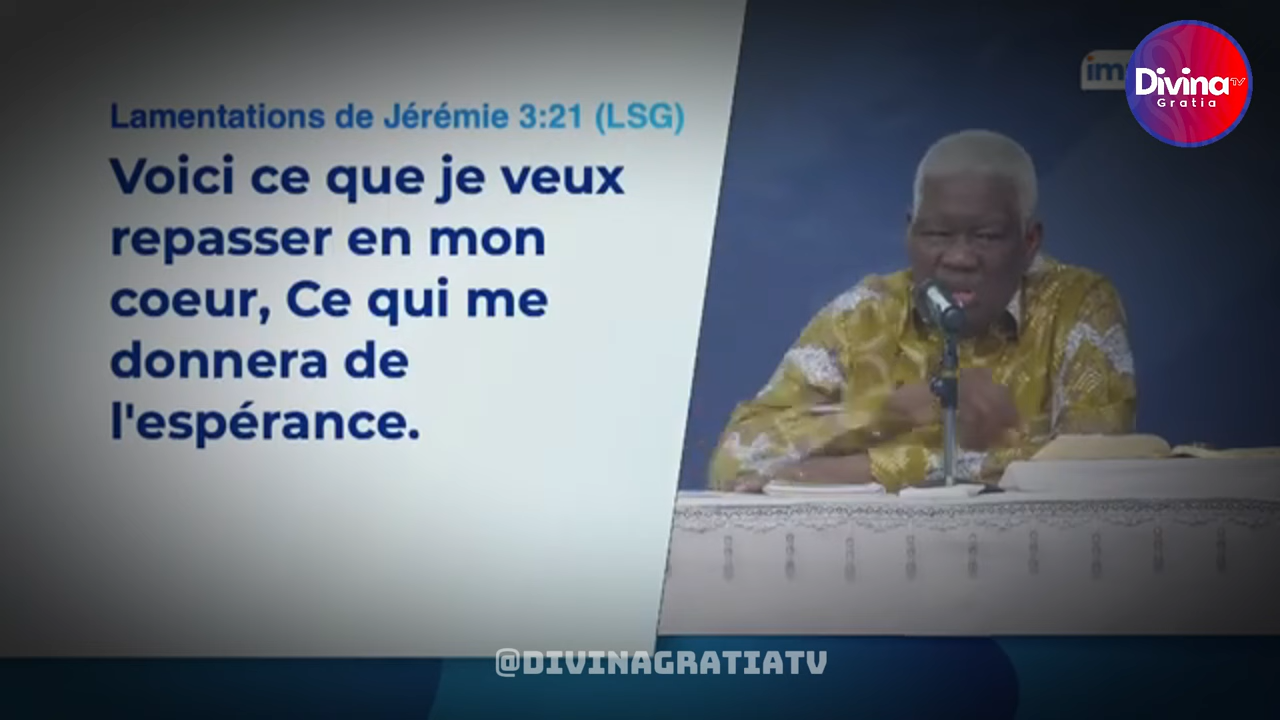 Lamentations de Jérémie 3:21 (LSG)
Voici ce que je veux
repasser en mon
coeur, Ce qui me
donnera de
l'espérance.
Divina TV
Gratia
@DIVINAGRATIATV